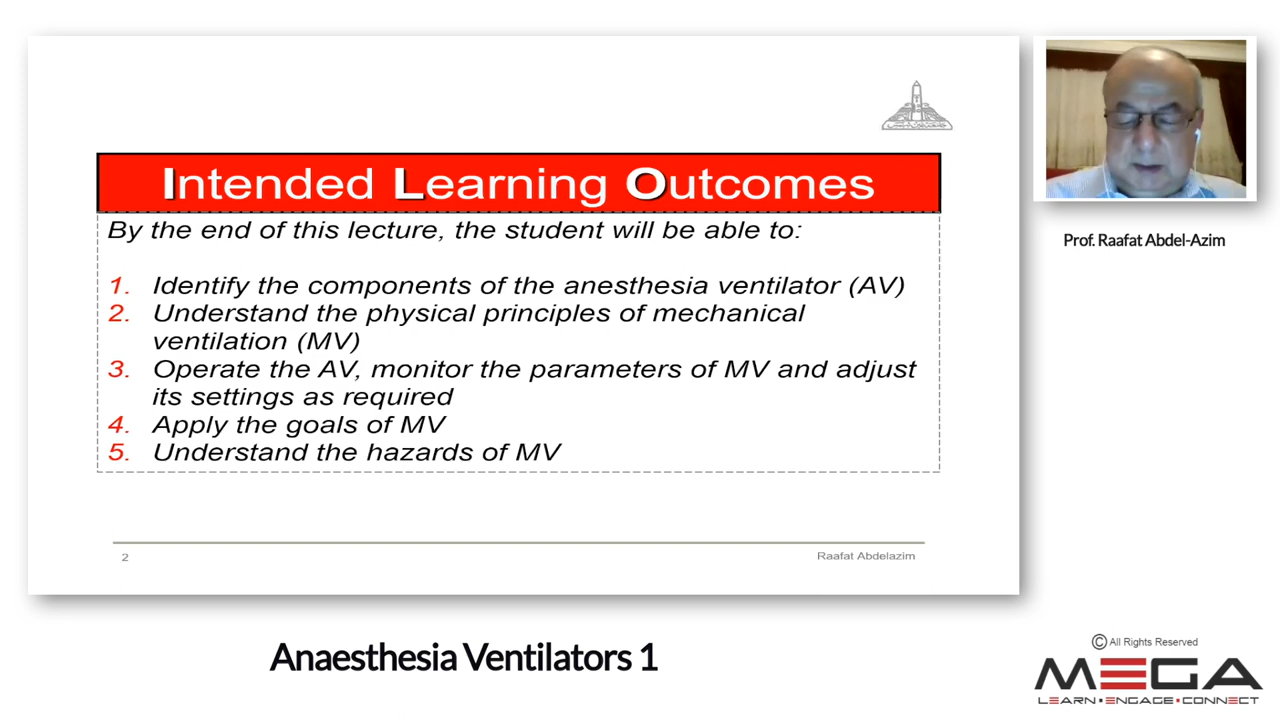 Intended Learning Outcomes
By the end of this lecture, the student will be able to:
1. Identify the components of the anesthesia ventilator (AV)
2. Understand the physical principles of mechanical
ventilation (MV)
3. Operate the AV, monitor the parameters of MV and adjust
its settings as required
4. Apply the goals of MV
5. Understand the hazards of MV
2
Raafat Abdelazim
Prof. Raafat Abdel-Azim
Anaesthesia Ventilators 1
© All Rights Reserved
MEGA
LEARN•ENGAGE•CONNECT